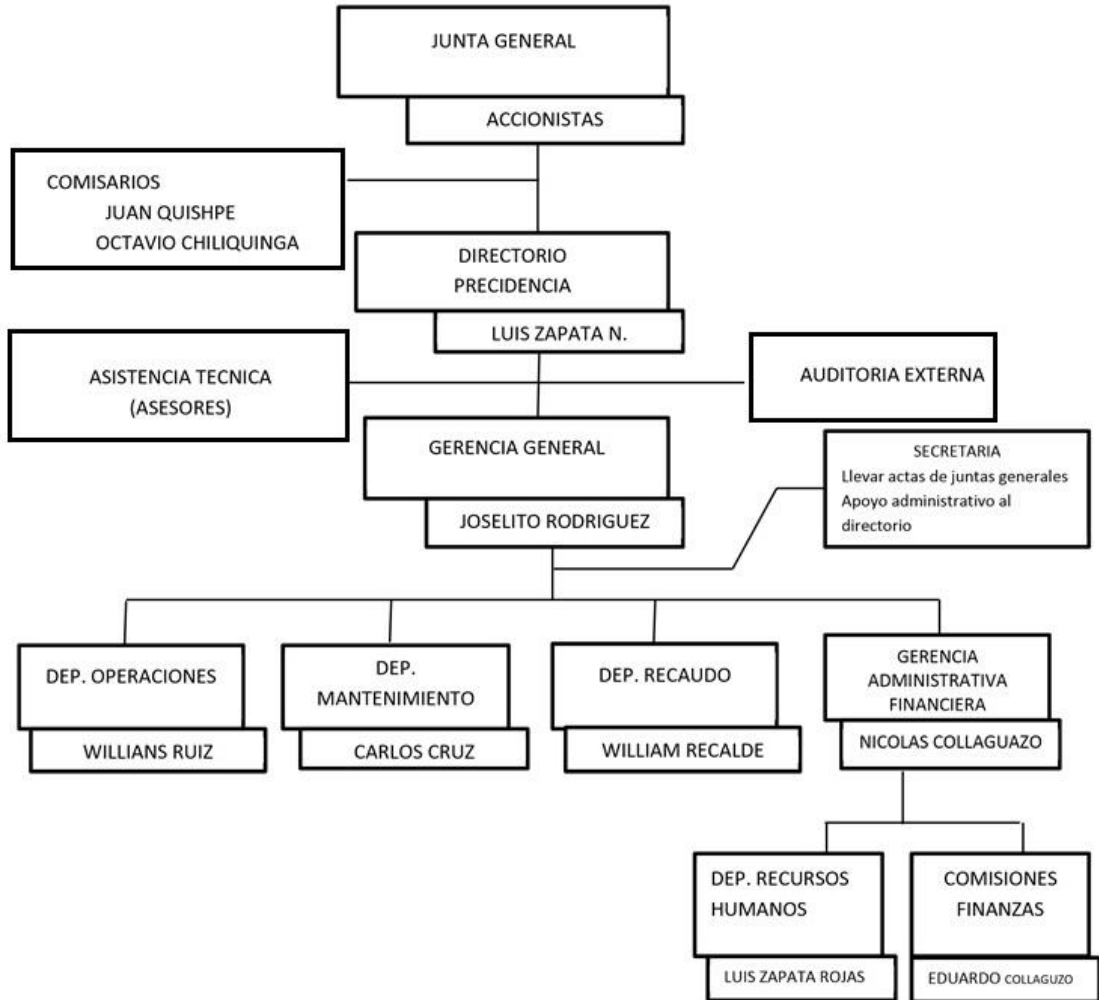 JUNTA GENERAL
ACCIONISTAS
COMISARIOS
JUAN QUISHPE
OCTAVIO CHILIQUINGA
DIRECTORIO
PRECIDENCIA
LUIS ZAPATA N.
ASISTENCIA TECNICA
(ASESORES)
AUDITORIA EXTERNA
GERENCIA GENERAL
JOSELITO RODRIGUEZ
SECRETARIA
Llevar actas de juntas generales
Apoyo administrativo al
directorio
DEP. OPERACIONES
WILLIANS RUIZ
DEP.
MANTENIMIENTO
CARLOS CRUZ
DEP. RECAUDO
WILLIAM RECALDE
GERENCIA
ADMINISTRATIVA
FINANCIERA
NICOLAS COLLAGUAZO
DEP. RECURSOS
HUMANOS
LUIS ZAPATA ROJAS
COMISIONES
FINANZAS
EDUARDO COLLAGUZO